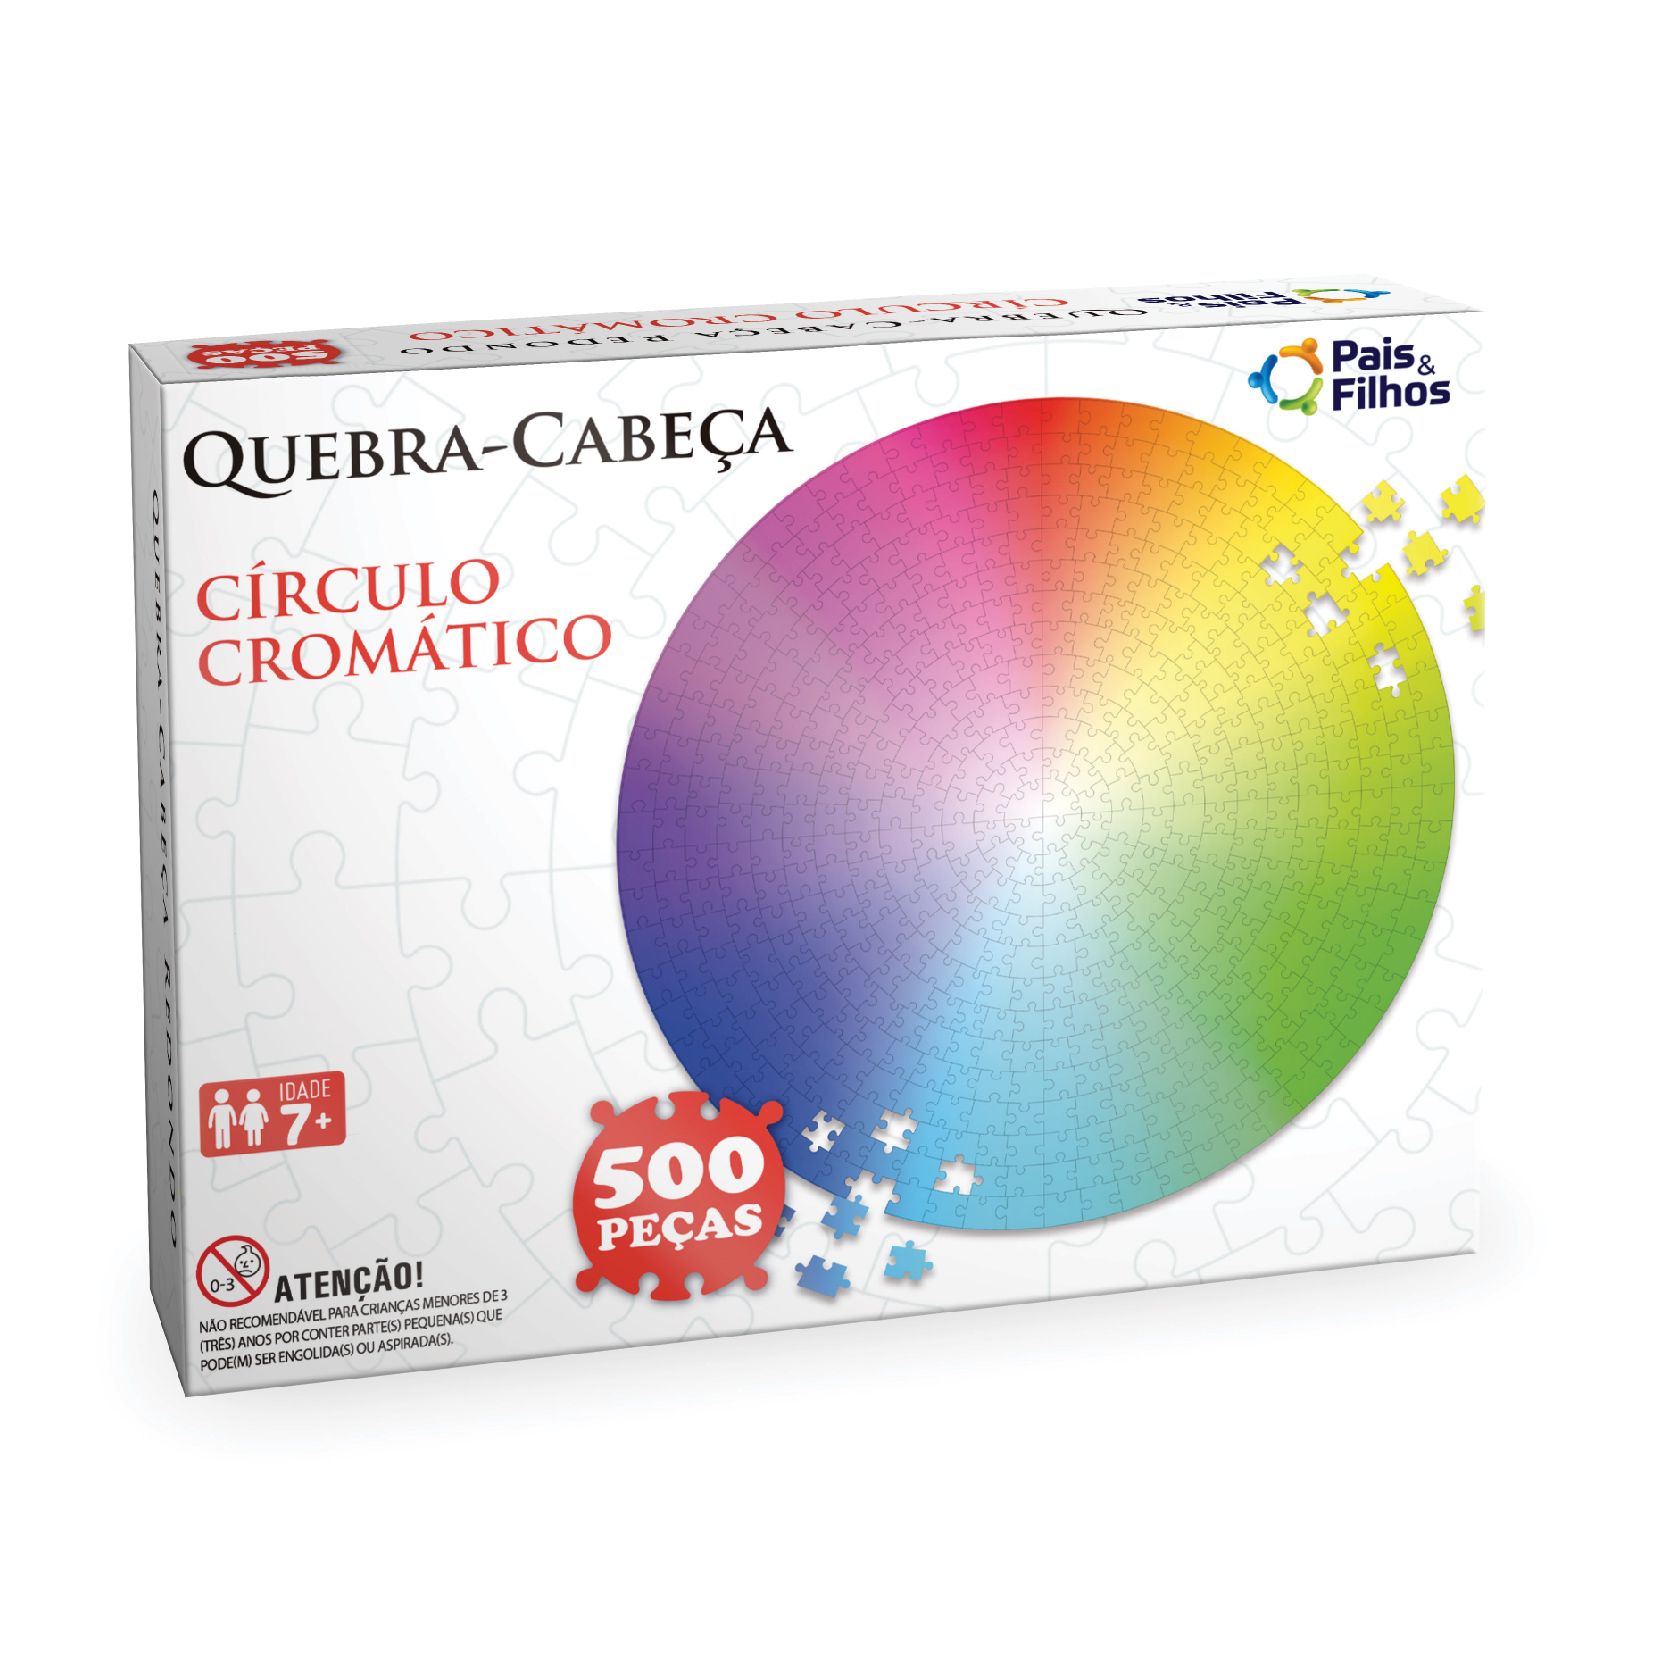 Pais &
Filhos
QUEBRA-CABEÇA REDONDO
CÍRCULO CROMÁTICO
500
PEÇAS
Pais &
Filhos
QUEBRA-CABEÇA
CÍRCULO
CROMÁTICO
QUEBRA-CABEÇA REDONDO
IDADE
7+
500
PEÇAS
0-3
ATENÇÃO!
NÃO RECOMENDÁVEL PARA CRIANÇAS MENORES DE 3
(TRÊS) ANOS POR CONTER PARTE(S) PEQUENA(S) QUE
PODE(M) SER ENGOLIDA(S) OU ASPIRADA(S).